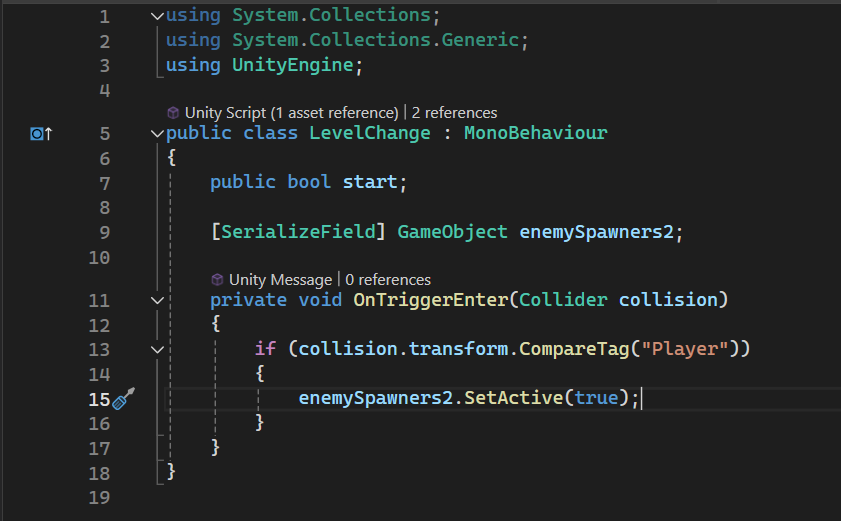 1 using System.Collections;
2 using System.Collections.Generic;
3 using UnityEngine;
4
Unity Script (1 asset reference) | 2 references
5 public class LevelChange : MonoBehaviour
6 {
7 public bool start;
8
9 [SerializeField] GameObject enemySpawners2;
10
Unity Message | 0 references
11 private void OnTriggerEnter(Collider collision)
12 {
13 if (collision.transform.CompareTag("Player"))
14 {
15 enemySpawners2.SetActive(true);
16 }
17 }
18 }
19